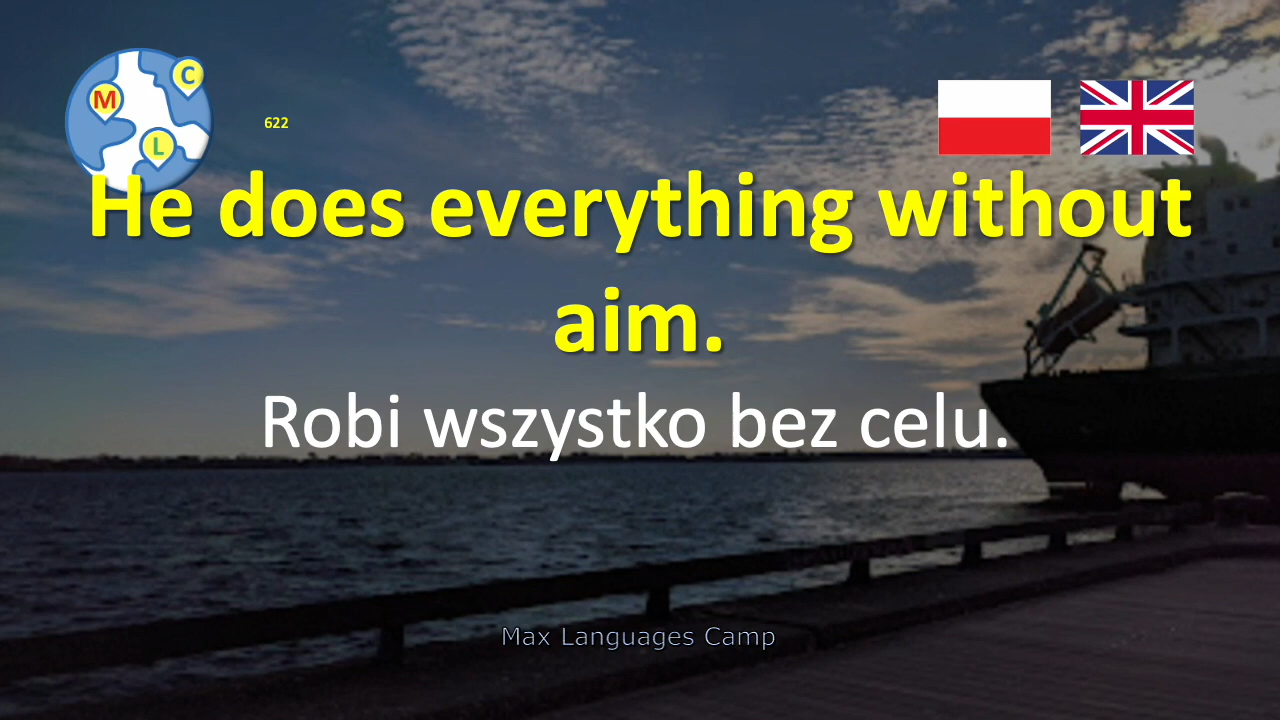 C
M
L
622
He does everything without
aim.
Robi wszystko bez celu.
Max Languages Camp